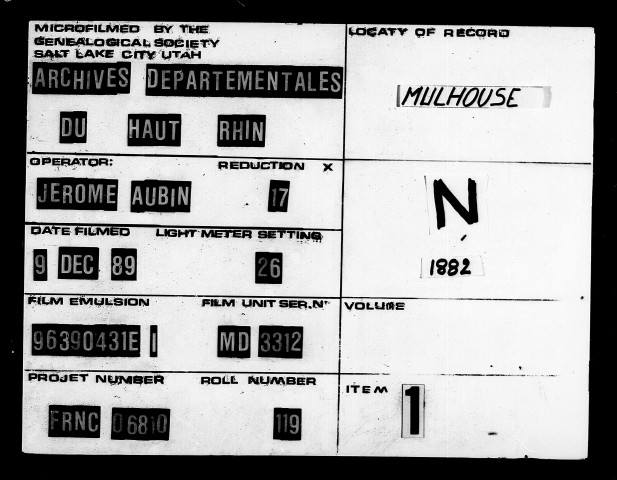 MICROFILMED BY THE
GENEALOGICAL SOCIETY
SALT LAKE CITY UTAH
ARCHIVES DEPARTEMENTALES
DU HAUT RHIN
OPERATOR: REDUCTION X
JEROME AUBIN 17
DATE FILMED LIGHT METER SETTING
9 DEC 89 26
FILM EMULSION FILM UNIT SER.N°
96390431E 1 MD 3312
PROJET NUMBER ROLL NUMBER
FRNC 06810 119
LOCATY OF RECORD
MULHOUSE
N
1882
VOLUME
ITEM 1